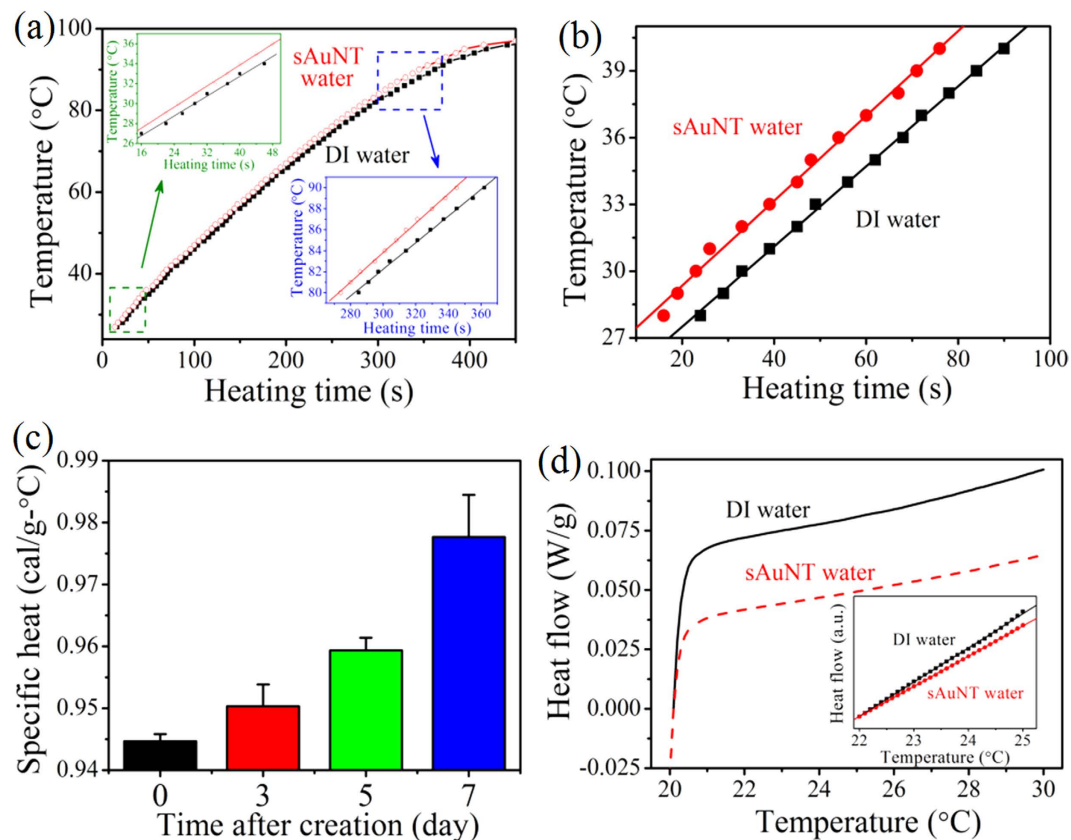 (a)
100
80
60
40
Temperature (°C)
0 50 100 150 200 250 300 350 400 450
Heating time (s)
sAuNT
water
DI water
36
34
32
30
28
26
Temperature (°C)
16 24 32 40 48
Heating time (s)
90
88
86
84
82
80
Temperature (°C)
280 300 320 340 360
Heating time (s)
(b)
39
36
33
30
27
Temperature (°C)
20 40 60 80 100
Heating time (s)
sAuNT water
DI water
(c)
0.99
0.98
0.97
0.96
0.95
0.94
Specific heat (cal/g-°C)
0 3 5 7
Time after creation (day)
(d)
0.100
0.075
0.050
0.025
0.000
-0.025
Heat flow (W/g)
20 22 24 26 28 30
Temperature (°C)
DI water
sAuNT water
Heat flow (a.u.)
DI water
sAuNT water
22 23 24 25
Temperature (°C)